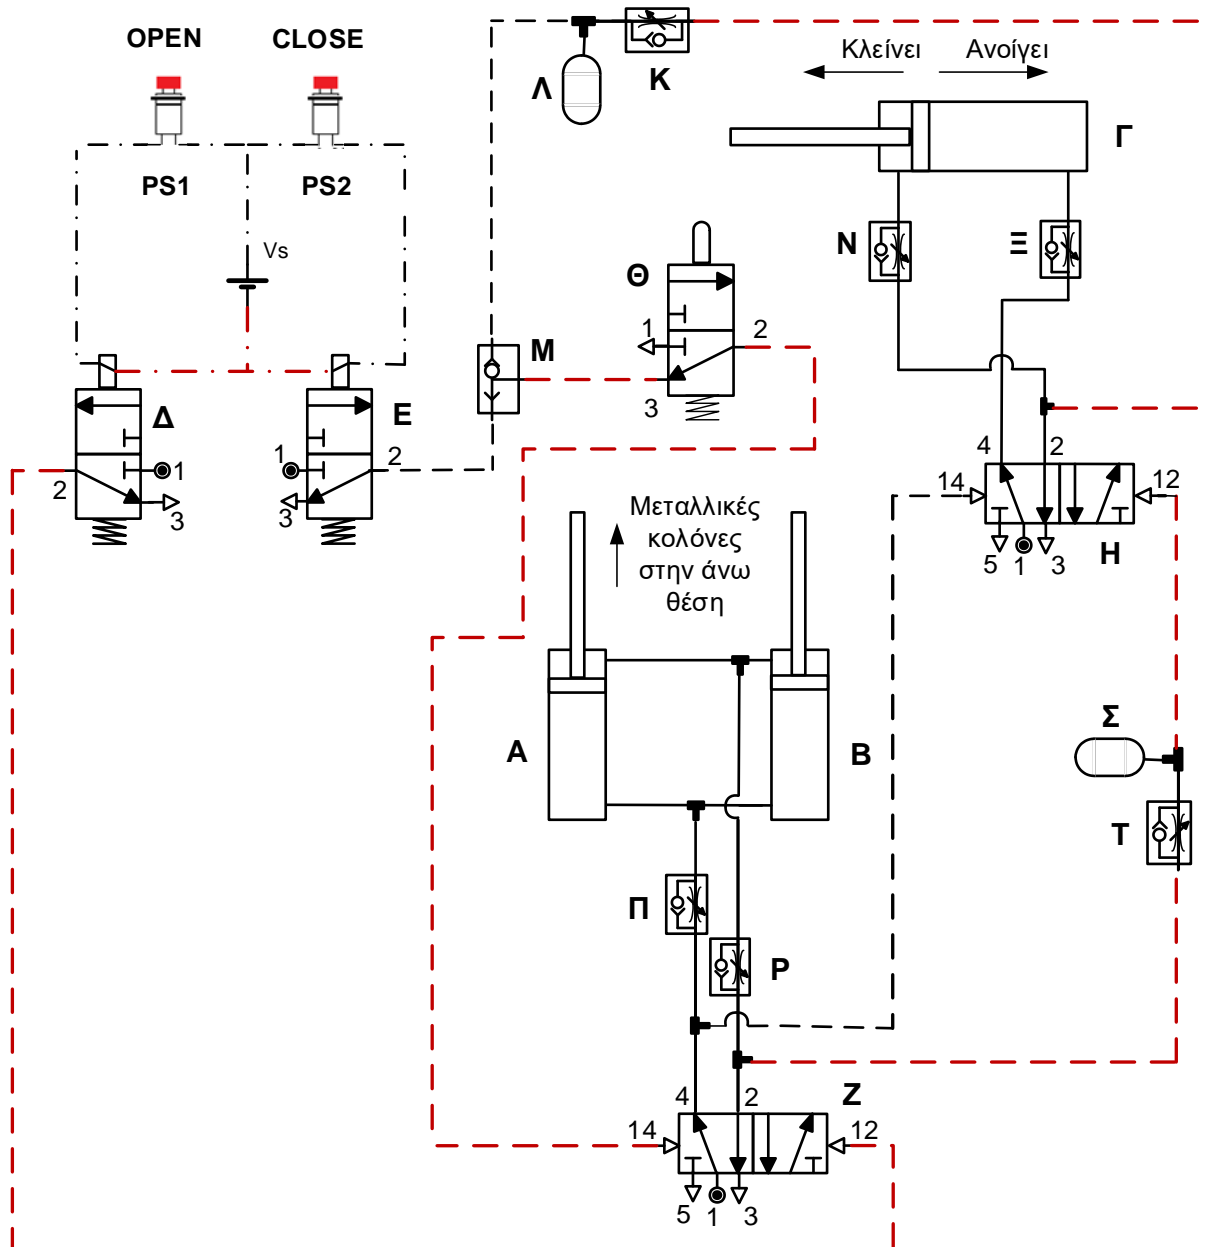 OPEN CLOSE
PS1 PS2
Vs
Λ
Κ
Κλείνει Ανοίγει
Γ
Ν
Ξ
Θ
1 2
3
Μ
Δ
1
2
3
Ε
1
2
3
4 2
14 12
5 1 3
Η
Μεταλλικές
κολόνες
στην άνω
θέση
Α
Β
Σ
Τ
Π
Ρ
4 2
Ζ
14 12
5 1 3